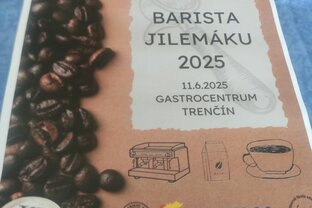 BARISTA
JILEMÁKU
2025
11.6.2025
GASTROCENTRUM
TRENČÍN